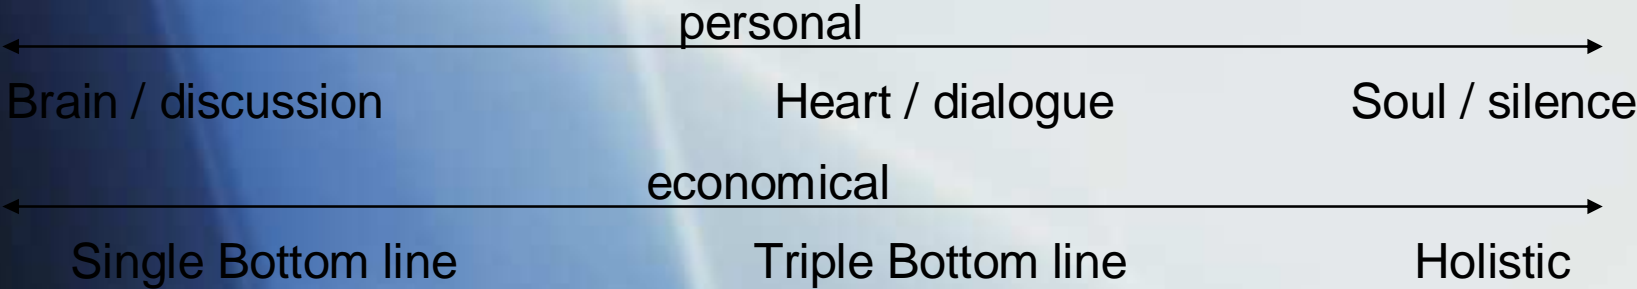 personal
Brain / discussion Heart / dialogue Soul / silence
economical
Single Bottom line Triple Bottom line Holistic